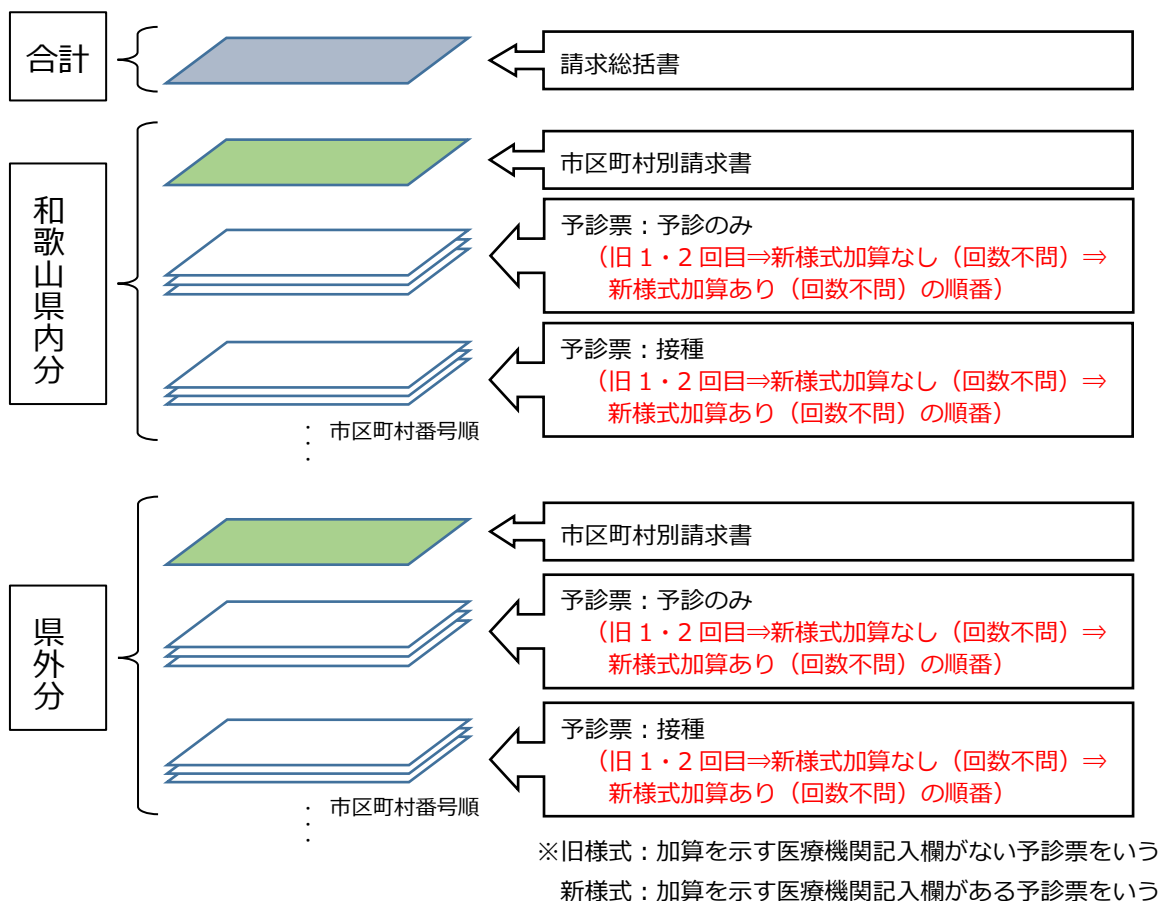 合計
請求総括書
和歌山県内分
市区町村別請求書
予診票：予診のみ
（旧１・２回目⇒新様式加算なし（回数不問）⇒
新様式加算あり（回数不問）の順番）
予診票：接種
（旧１・２回目⇒新様式加算なし（回数不問）⇒
新様式加算あり（回数不問）の順番）
市区町村番号順
県外分
市区町村別請求書
予診票：予診のみ
（旧１・２回目⇒新様式加算なし（回数不問）⇒
新様式加算あり（回数不問）の順番）
予診票：接種
（旧１・２回目⇒新様式加算なし（回数不問）⇒
新様式加算あり（回数不問）の順番）
市区町村番号順
※旧様式：加算を示す医療機関記入欄がない予診票をいう
新様式：加算を示す医療機関記入欄がある予診票をいう